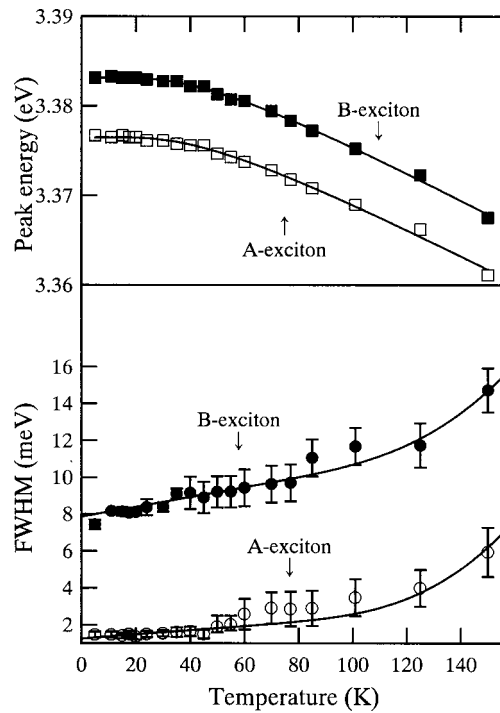 3.39
3.38
3.37
3.36
Peak energy (eV)
B-exciton
↓
↑
A-exciton
16
14
12
10
8
6
4
2
FWHM (meV)
B-exciton
↓
A-exciton
↓
0 20 40 60 80 100 120 140
Temperature (K)